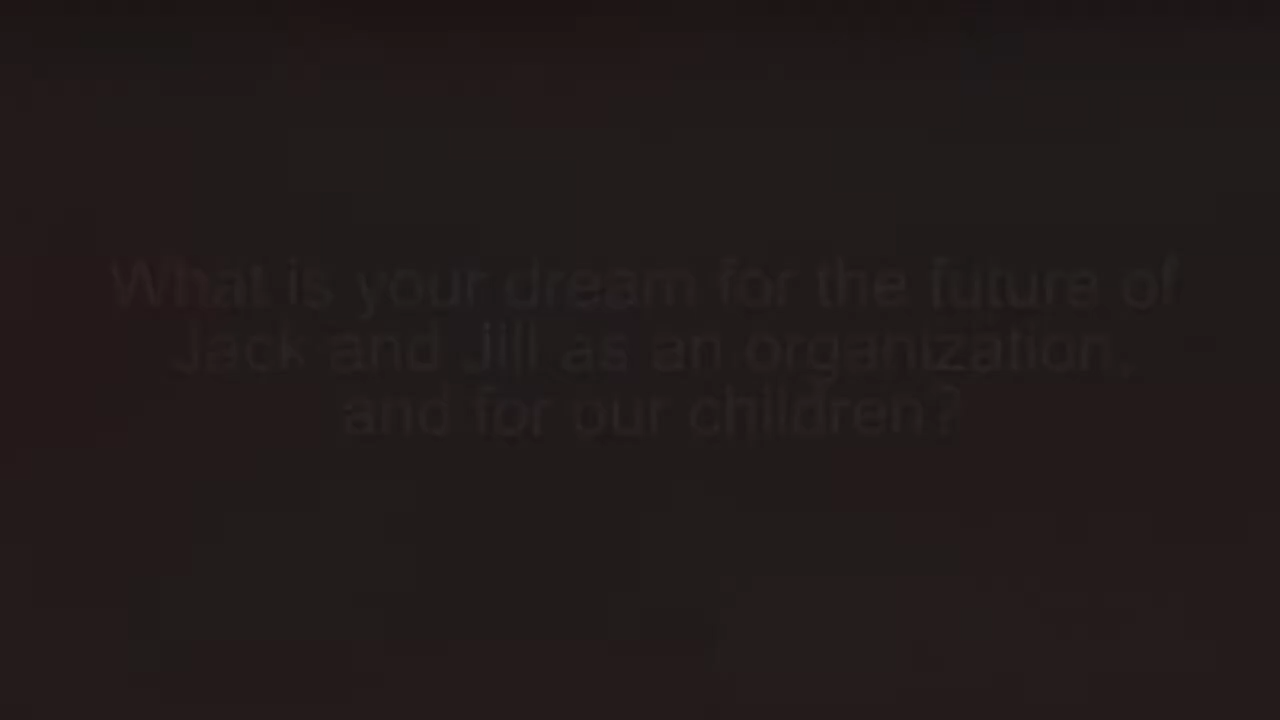 What is your dream for the future of
Jack and Jill as an organization,
and for our children?